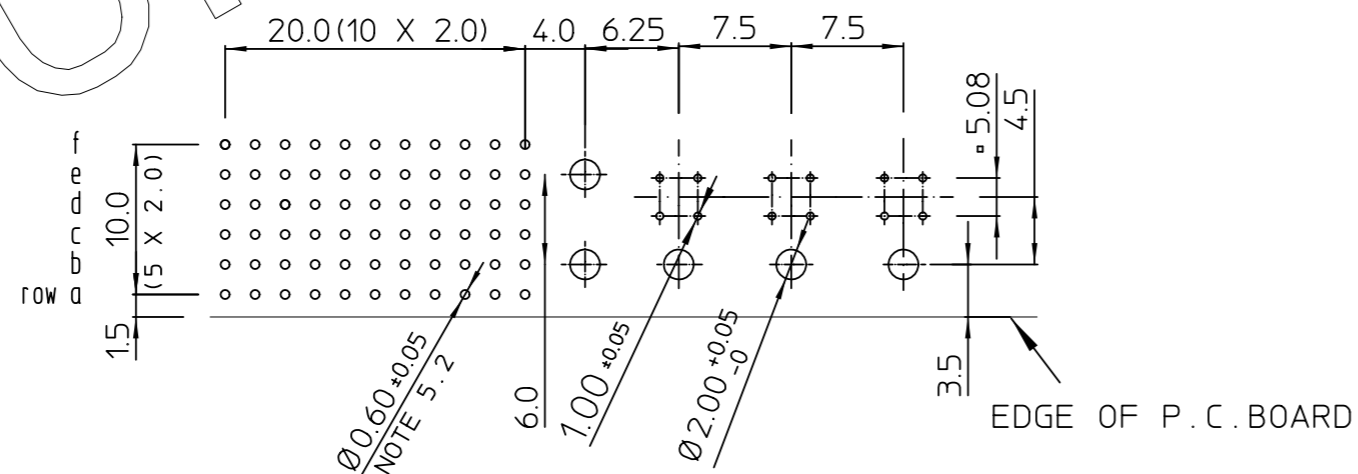 20.0(10 X 2.0)
4.0
6.25
7.5
7.5
▫5.08
4.5
f
e
d
c
b
row a
10.0
(5 X 2.0)
1.5
Ø0.60±0.05
NOTE 5.2
6.0
1.00±0.05
Ø2.00 +0.05 -0
3.5
EDGE OF P.C.BOARD